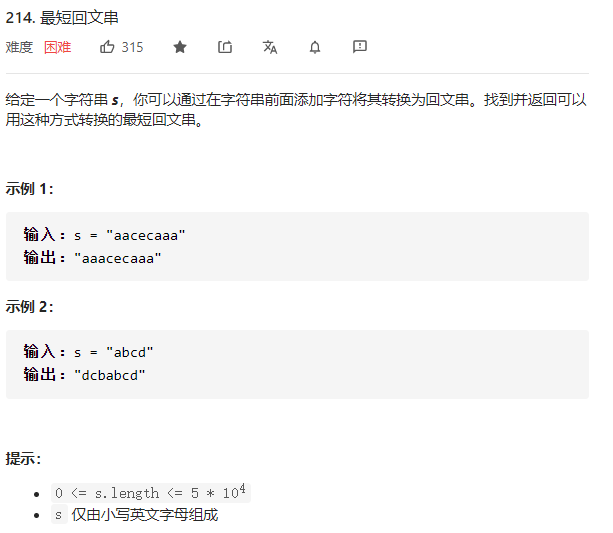 214. 最短回文串
难度 困难 315
给定一个字符串 s，你可以通过在字符串前面添加字符将其转换为回文串。找到并返回可以
用这种方式转换的最短回文串。
示例 1：
输入：s = "aacecaaa"
输出："aaacecaaa"
示例 2：
输入：s = "abcd"
输出："dcbabcd"
提示：
• 0 <= s.length <= 5 * 10⁴
• s 仅由小写英文字母组成